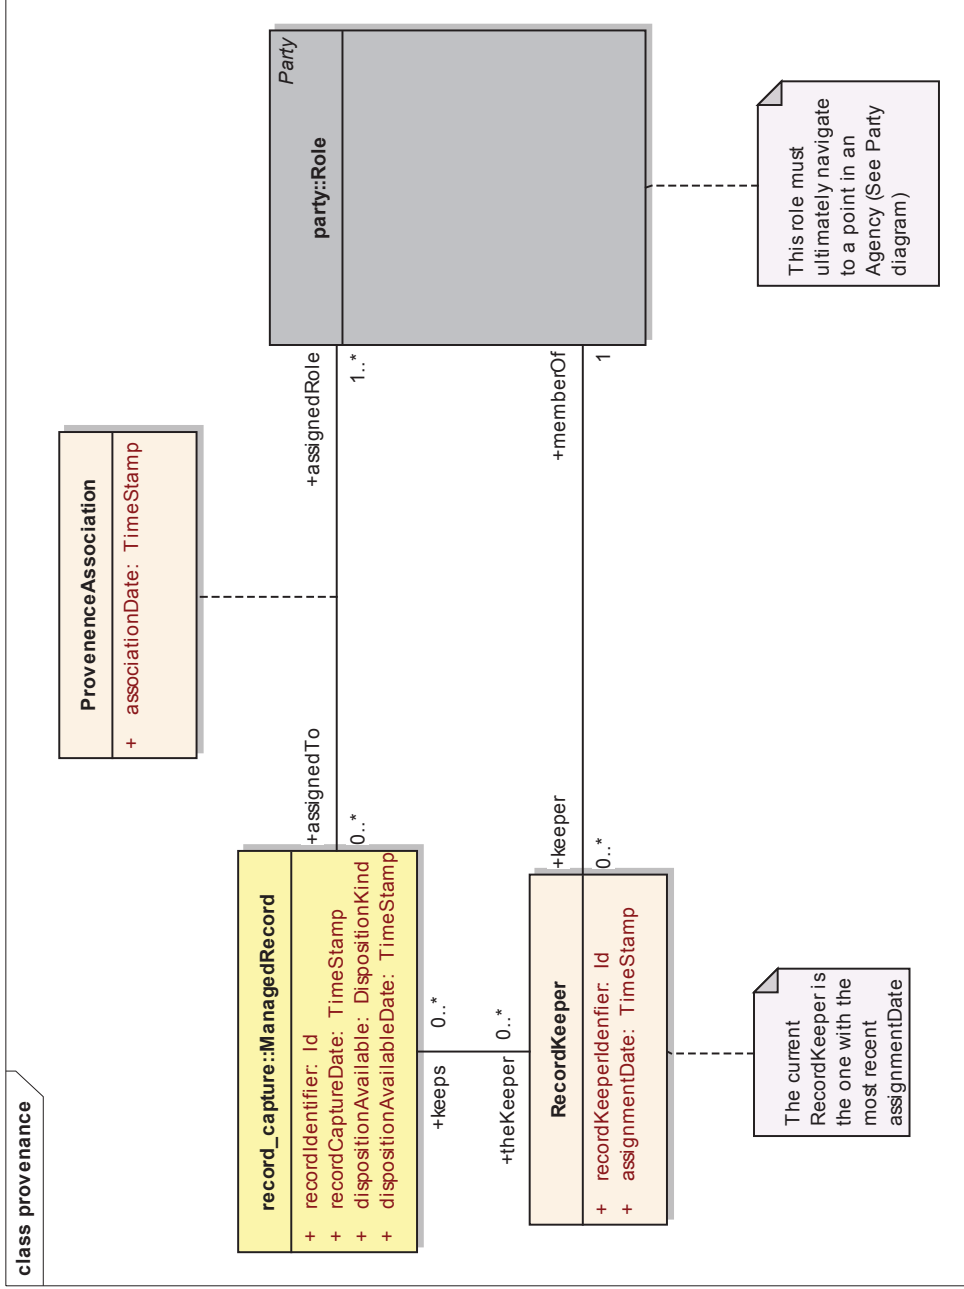 class provenance
ProvenenceAssociation
+ associationDate: TimeStamp
record_capture::ManagedRecord
+ recordIdentifier: Id
+ recordCaptureDate: TimeStamp
+ dispositionAvailable: DispositionKind
+ dispositionAvailableDate: TimeStamp
+assignedTo
0..*
+assignedRole
1..*
Party
party::Role
+keeps
0..*
+theKeeper
0..*
RecordKeeper
+ recordKeeperIdenfier: Id
+ assignmentDate: TimeStamp
+keeper
0..*
+memberOf
1
The current
RecordKeeper is
the one with the
most recent
assignmentDate
This role must
ultimately navigate
to a point in an
Agency (See Party
diagram)